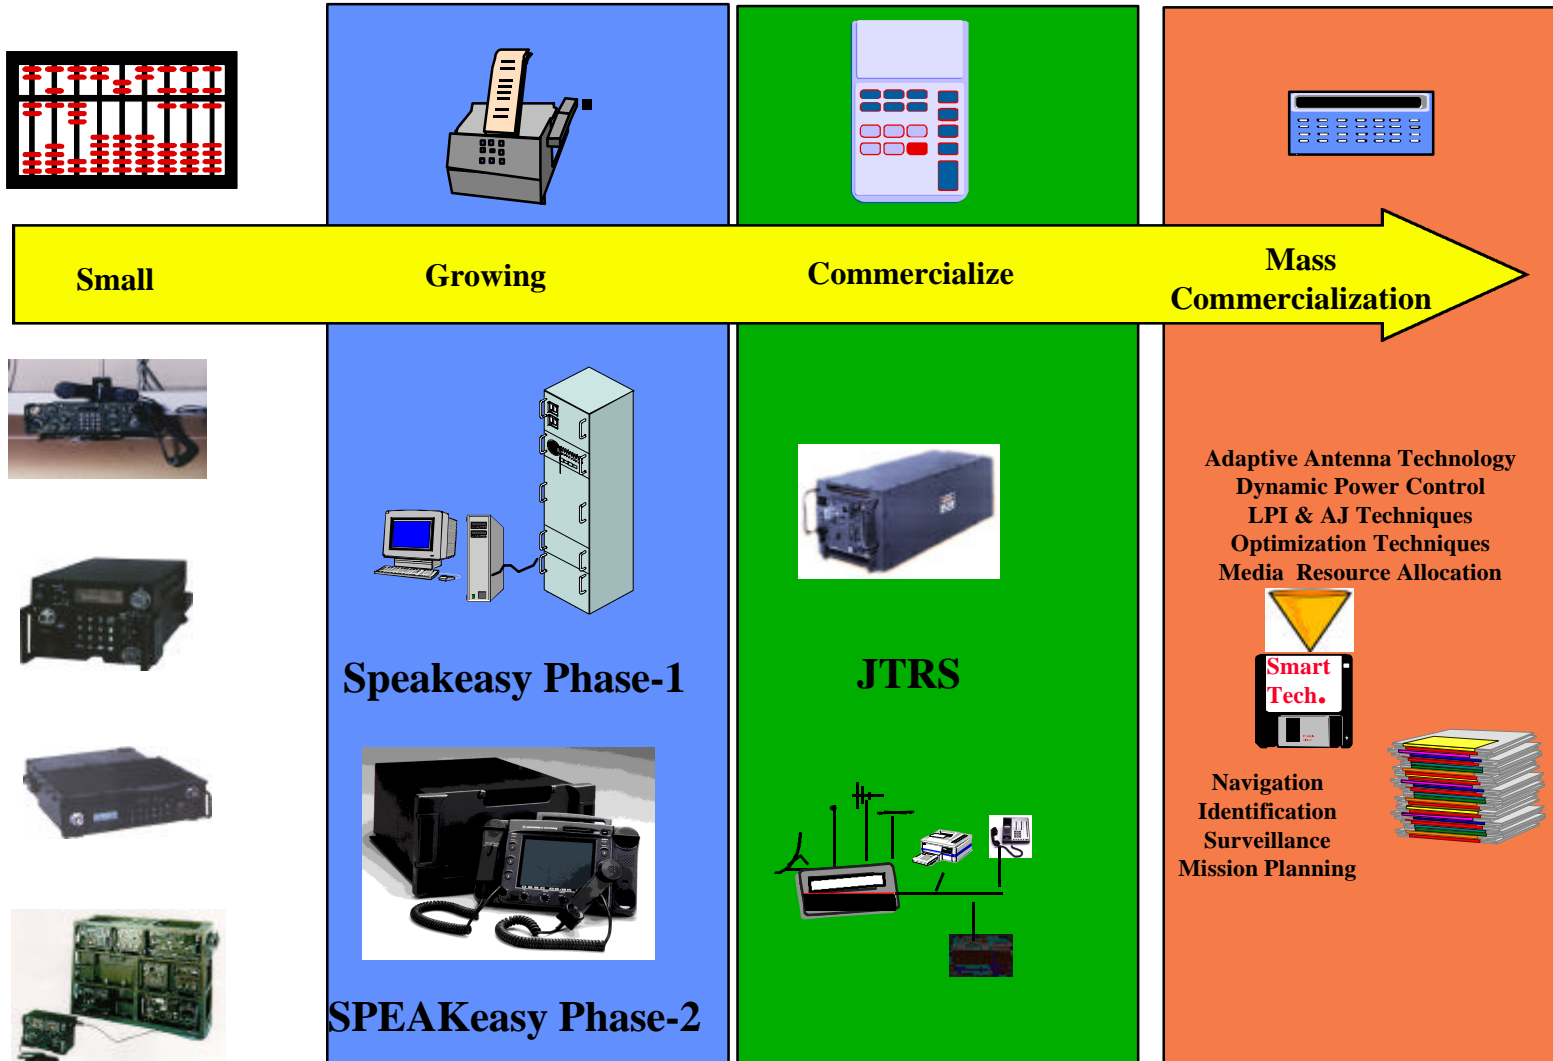 Small
Growing
Commercialize
Mass
Commercialization
Speakeasy Phase-1
SPEAKeasy Phase-2
JTRS
Adaptive Antenna Technology
Dynamic Power Control
LPI & AJ Techniques
Optimization Techniques
Media Resource Allocation
Smart
Tech.
Navigation
Identification
Surveillance
Mission Planning